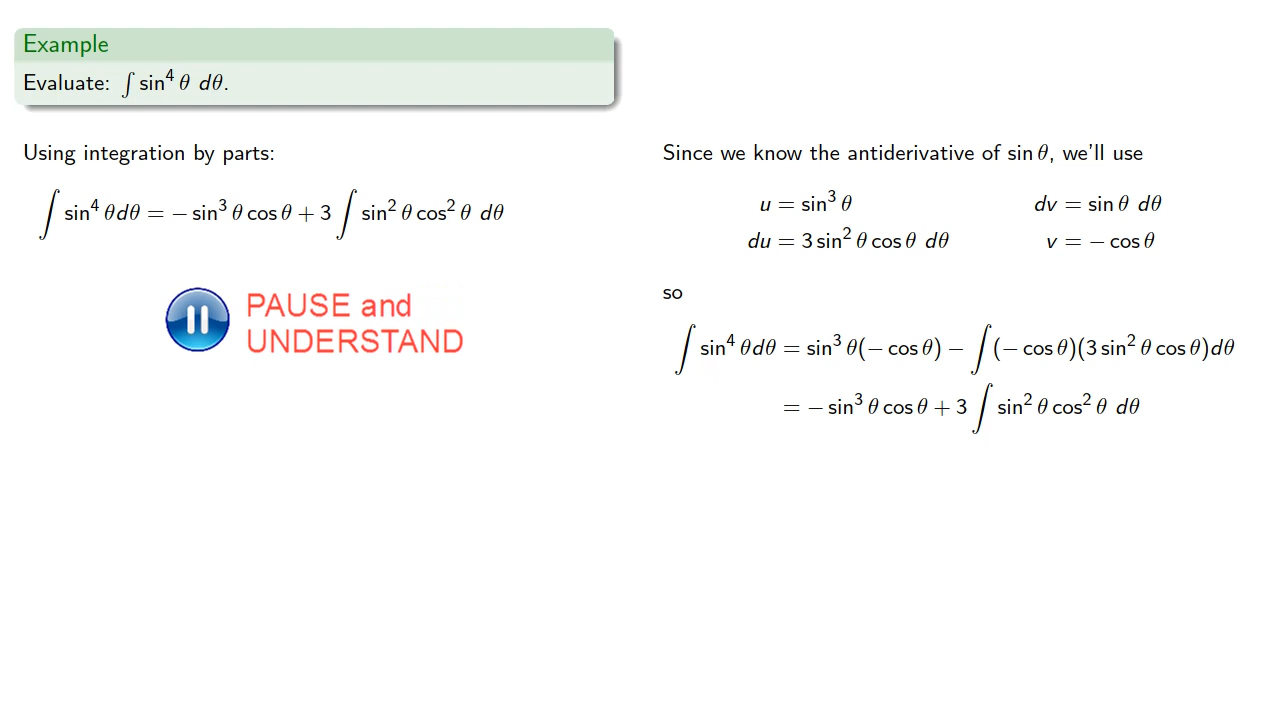 Example
Evaluate: ∫ sin⁴ θ dθ.
Using integration by parts:
∫ sin⁴ θdθ = − sin³ θ cos θ + 3 ∫ sin² θ cos² θ dθ
PAUSE and
UNDERSTAND
Since we know the antiderivative of sin θ, we'll use
u = sin³ θ dv = sin θ dθ
du = 3 sin² θ cos θ dθ v = − cos θ
so
∫ sin⁴ θdθ = sin³ θ(− cos θ) − ∫ (− cos θ)(3 sin² θ cos θ)dθ
= − sin³ θ cos θ + 3 ∫ sin² θ cos² θ dθ